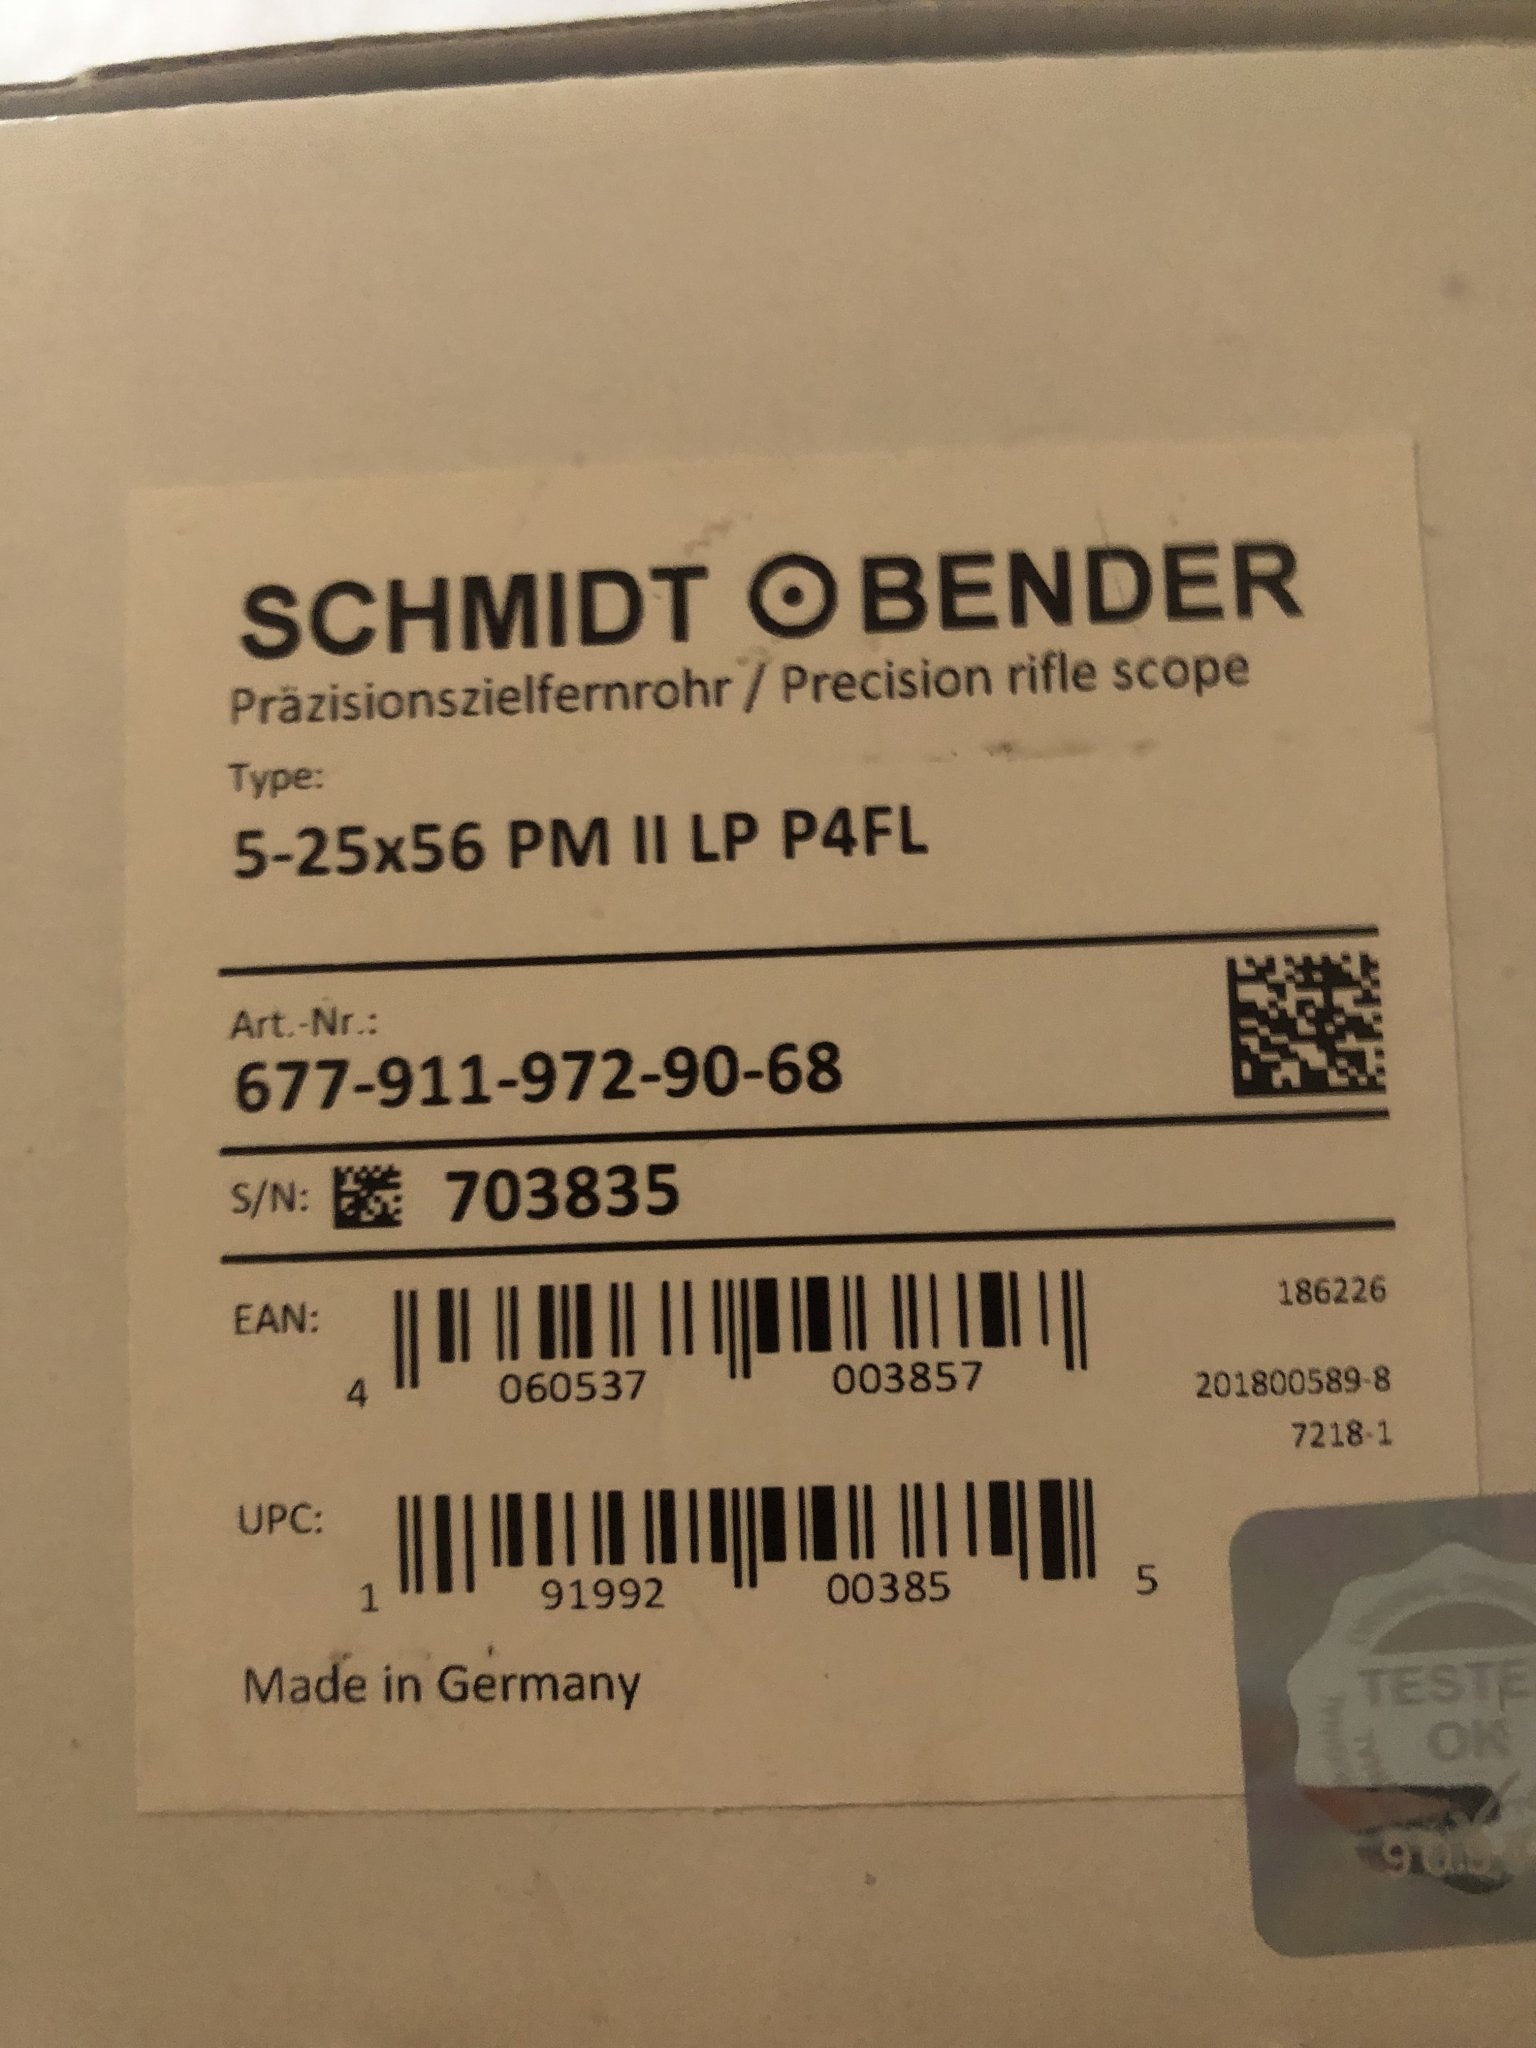 SCHMIDT BENDER
Präzisionszielfernrohr / Precision rifle scope
Type:
5-25x56 PM II LP P4FL
Art.-Nr.:
677-911-972-90-68
S/N: 703835
EAN:
4 060537 003857
186226
201800589-8
7218-1
UPC:
1 91992 00385 5
Made in Germany
OK